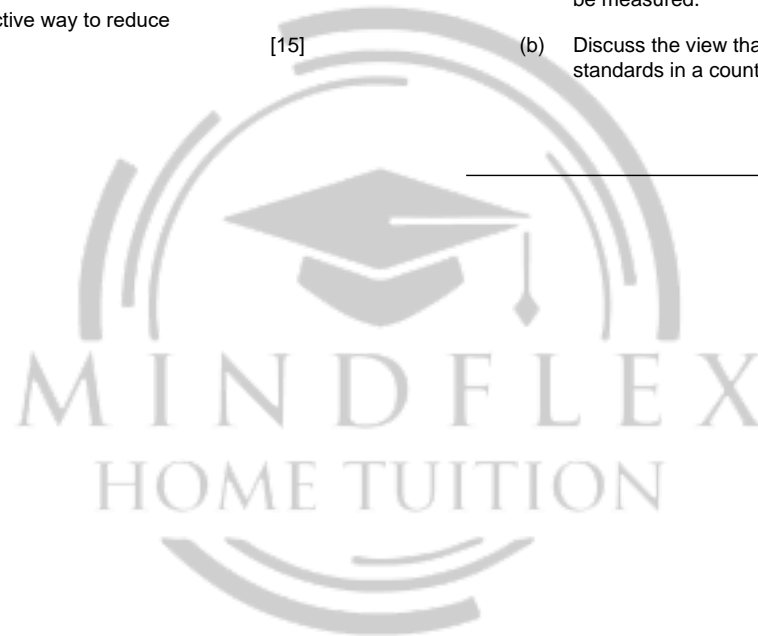 ctive way to reduce
[15]
be measured.
(b) Discuss the view tha
standards in a count
MINDFLEX
HOME TUITION